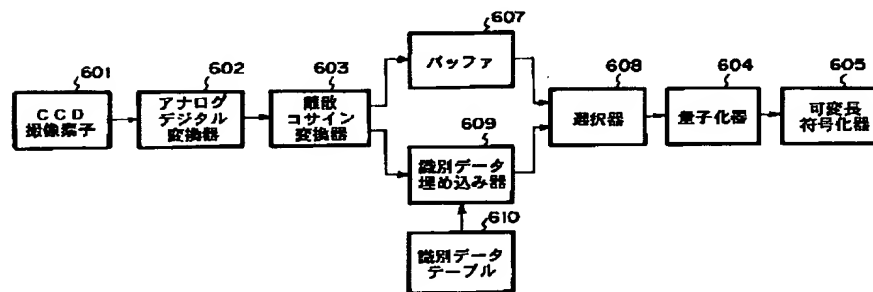 607
バッファ
601
CCD
撮像素子
602
アナログ
デジタル
変換器
603
離散
コサイン
変換器
608
選択器
604
量子化器
605
可変長
符号化器
609
識別データ
埋め込み器
610
識別データ
テーブル